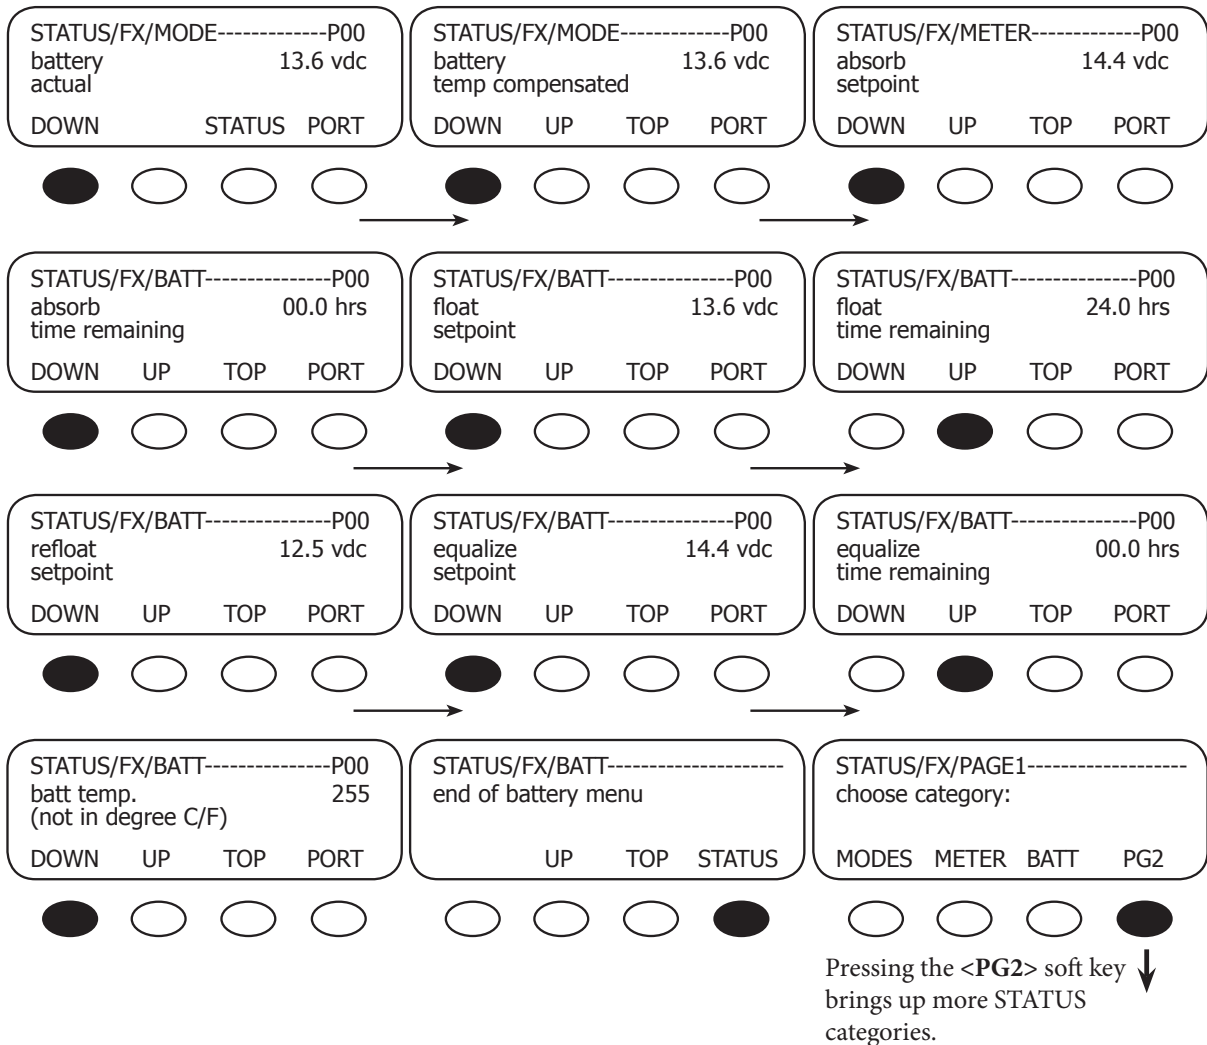 STATUS/FX/MODE-------------P00
battery 13.6 vdc
actual
DOWN STATUS PORT
STATUS/FX/MODE-------------P00
battery 13.6 vdc
temp compensated
DOWN UP TOP PORT
STATUS/FX/METER-------------P00
absorb 14.4 vdc
setpoint
DOWN UP TOP PORT
STATUS/FX/BATT---------------P00
absorb 00.0 hrs
time remaining
DOWN UP TOP PORT
STATUS/FX/BATT---------------P00
float 13.6 vdc
setpoint
DOWN UP TOP PORT
STATUS/FX/BATT---------------P00
float 24.0 hrs
time remaining
DOWN UP TOP PORT
STATUS/FX/BATT---------------P00
refloat 12.5 vdc
setpoint
DOWN UP TOP PORT
STATUS/FX/BATT---------------P00
equalize 14.4 vdc
setpoint
DOWN UP TOP PORT
STATUS/FX/BATT---------------P00
equalize 00.0 hrs
time remaining
DOWN UP TOP PORT
STATUS/FX/BATT---------------P00
batt temp. 255
(not in degree C/F)
DOWN UP TOP PORT
STATUS/FX/BATT---------------------
end of battery menu
UP TOP STATUS
STATUS/FX/PAGE1-------------------
choose category:
MODES METER BATT PG2
Pressing the <PG2> soft key
brings up more STATUS
categories.